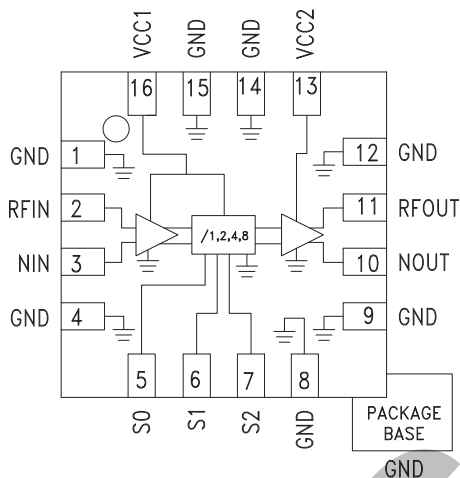 VCC1 GND GND VCC2
16 15 14 13
GND 1 12 GND
RFIN 2 11 RFOUT
/1,2,4,8
NIN 3 10 NOUT
GND 4 9 GND
5 6 7 8
S0 S1 S2 GND
PACKAGE
BASE
GND